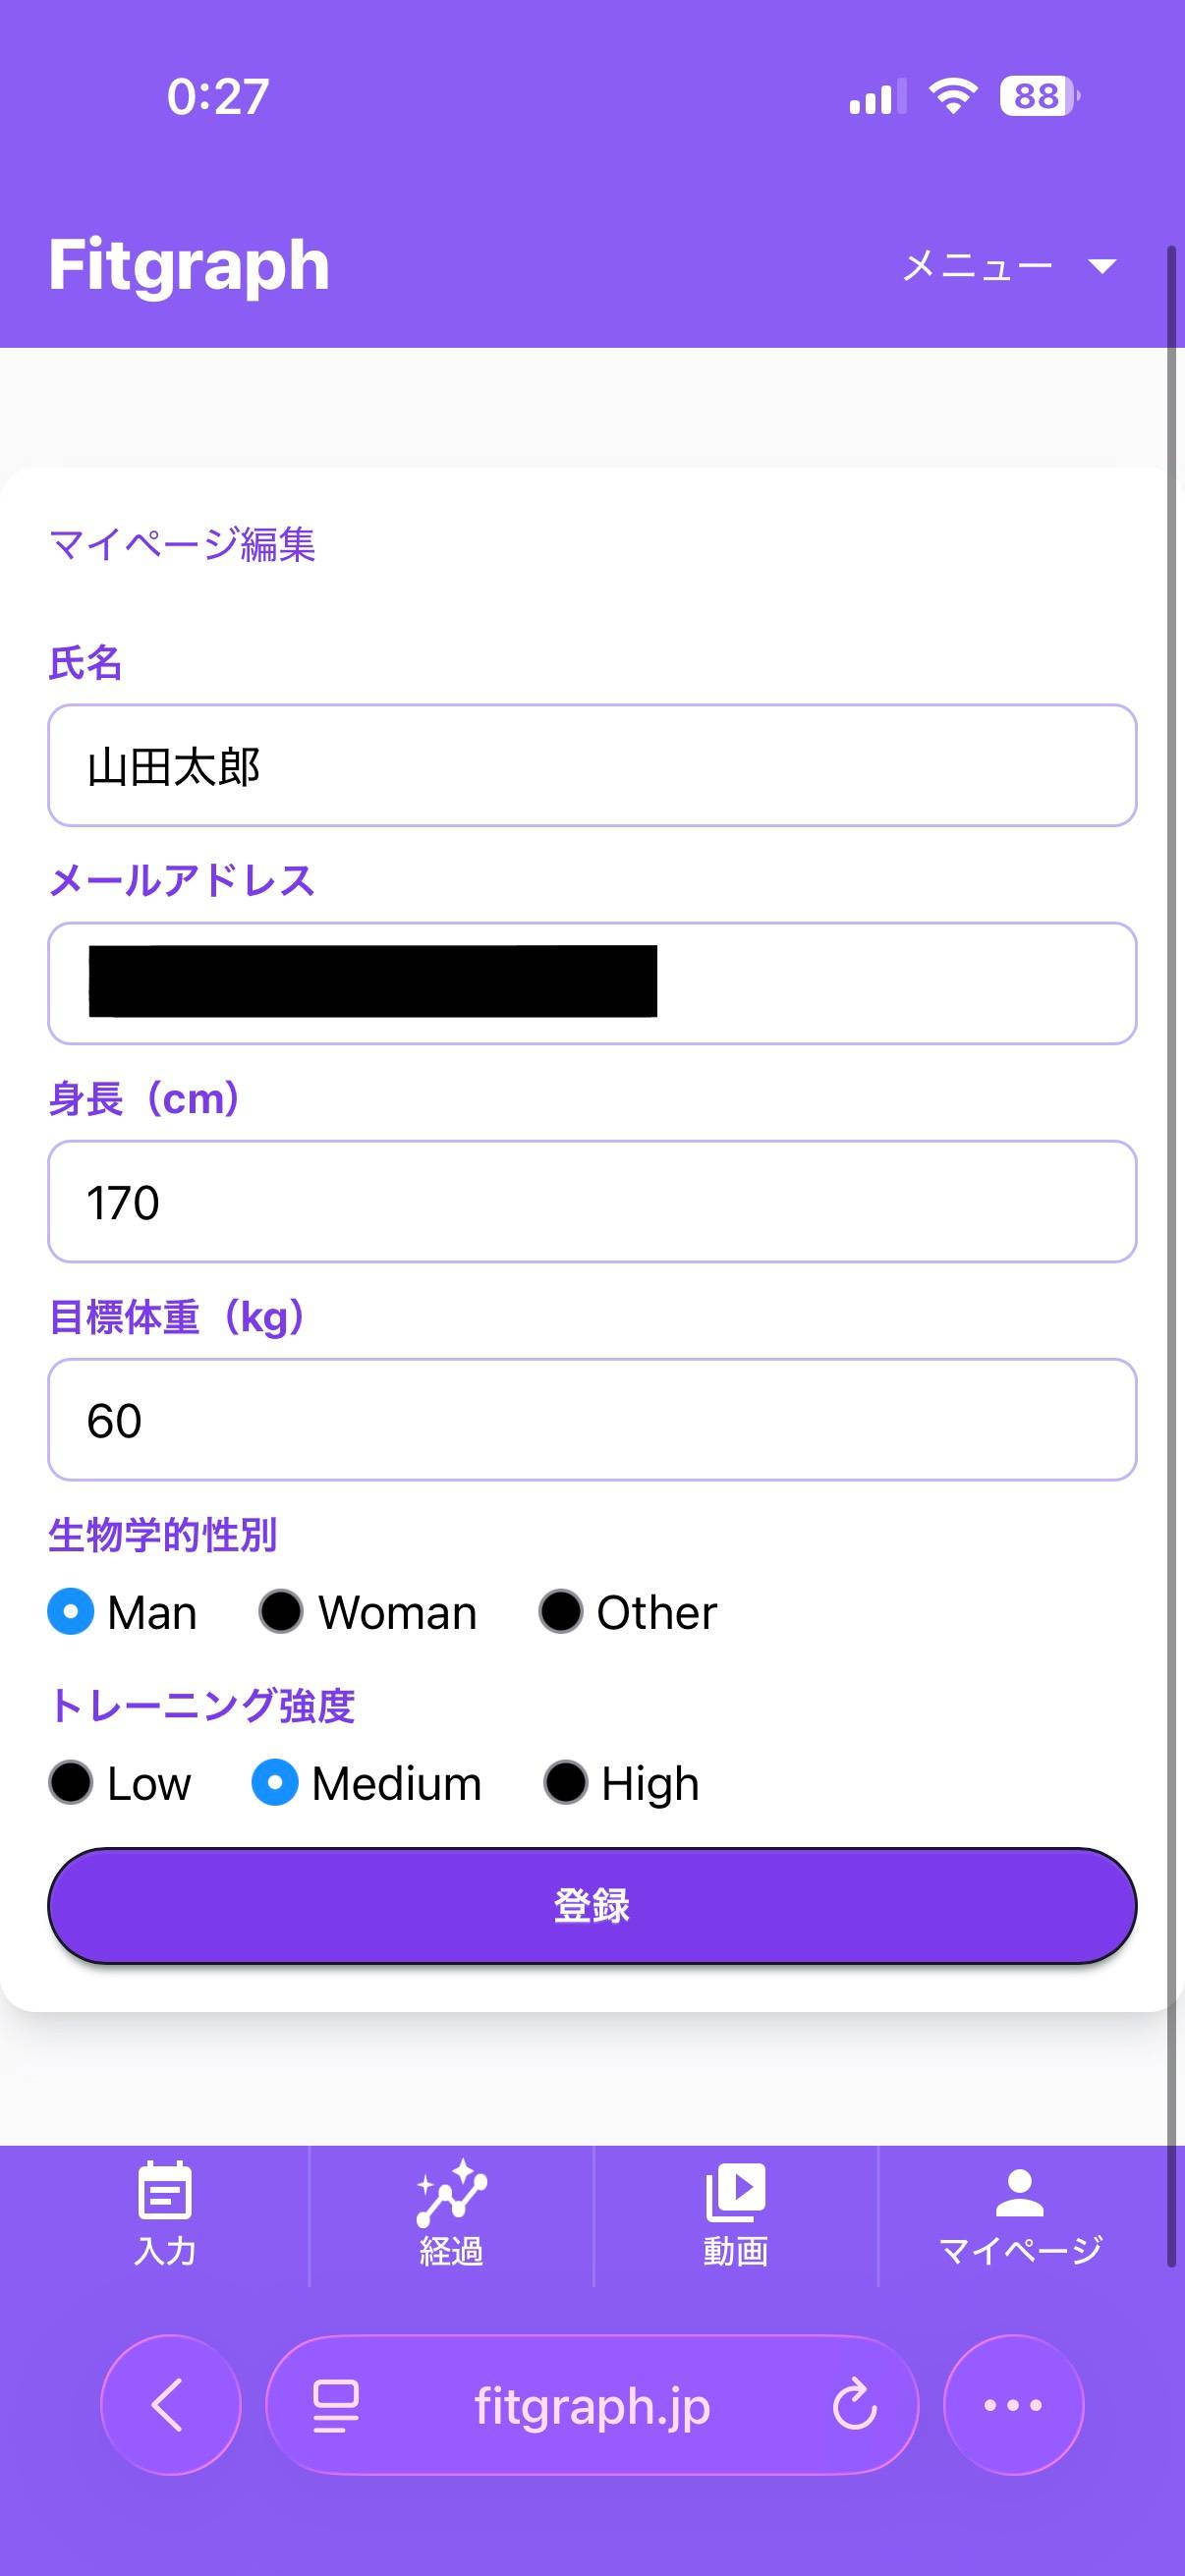 0:27
88
Fitgraph
メニュー
マイページ編集
氏名
山田太郎
メールアドレス
身長（cm）
170
目標体重（kg）
60
生物学的性別
Man Woman Other
トレーニング強度
Low Medium High
登録
入力 経過 動画 マイページ
fitgraph.jp